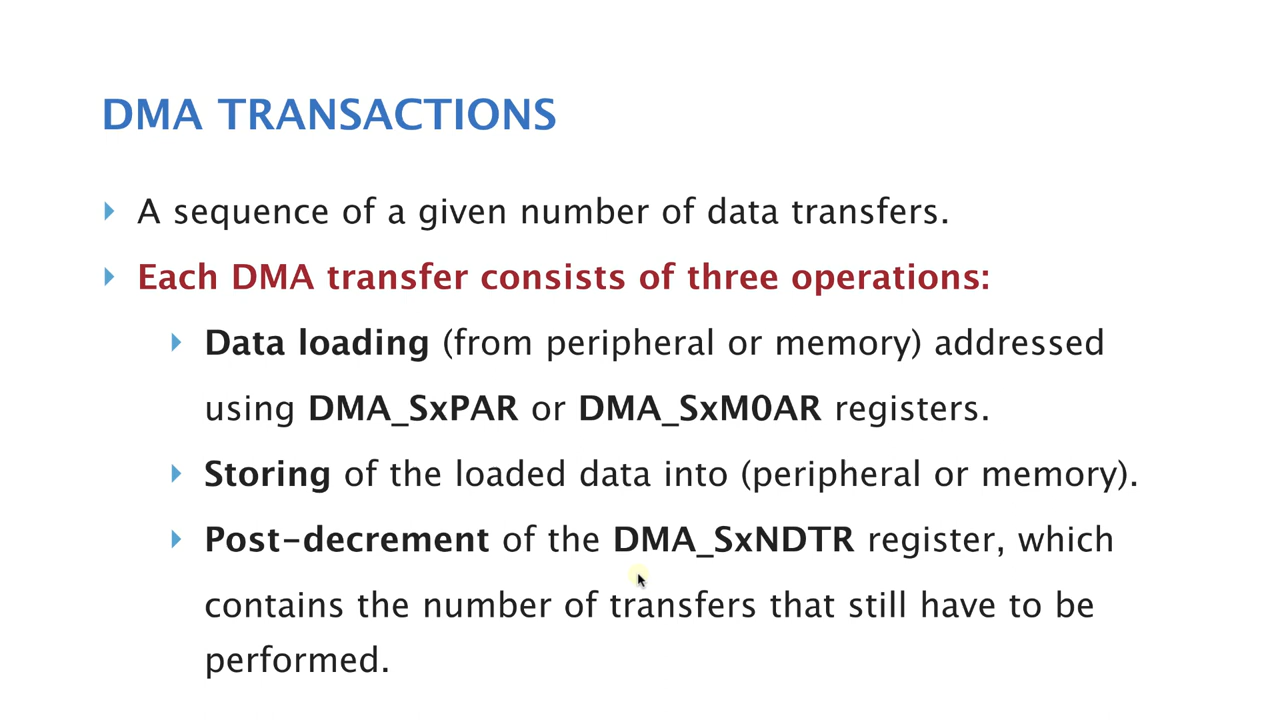 DMA TRANSACTIONS
A sequence of a given number of data transfers.
Each DMA transfer consists of three operations:
Data loading (from peripheral or memory) addressed
using DMA_SxPAR or DMA_SxM0AR registers.
Storing of the loaded data into (peripheral or memory).
Post-decrement of the DMA_SxNDTR register, which
contains the number of transfers that still have to be
performed.